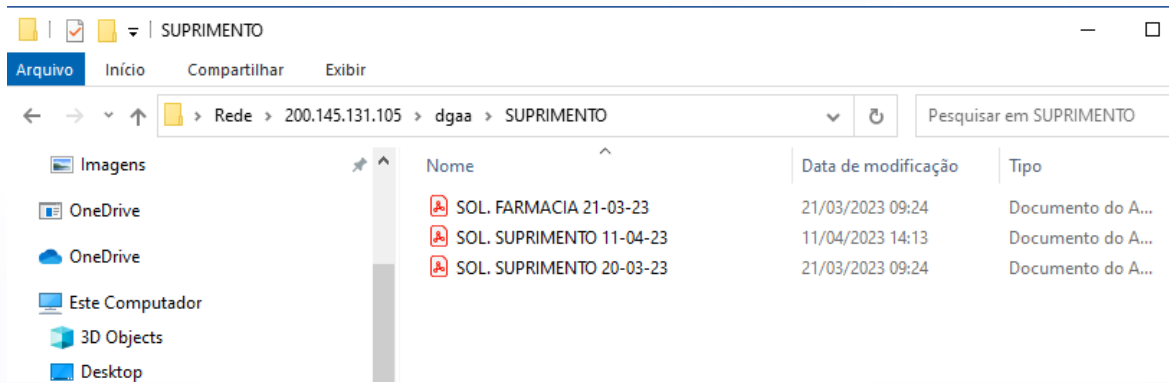 SUPRIMENTO
Arquivo Início Compartilhar Exibir
Rede > 200.145.131.105 > dgaa > SUPRIMENTO Pesquisar em SUPRIMENTO
Imagens
OneDrive
OneDrive
Este Computador
3D Objects
Desktop
Nome Data de modificação Tipo
SOL. FARMACIA 21-03-23 21/03/2023 09:24 Documento do A...
SOL. SUPRIMENTO 11-04-23 11/04/2023 14:13 Documento do A...
SOL. SUPRIMENTO 20-03-23 21/03/2023 09:24 Documento do A...